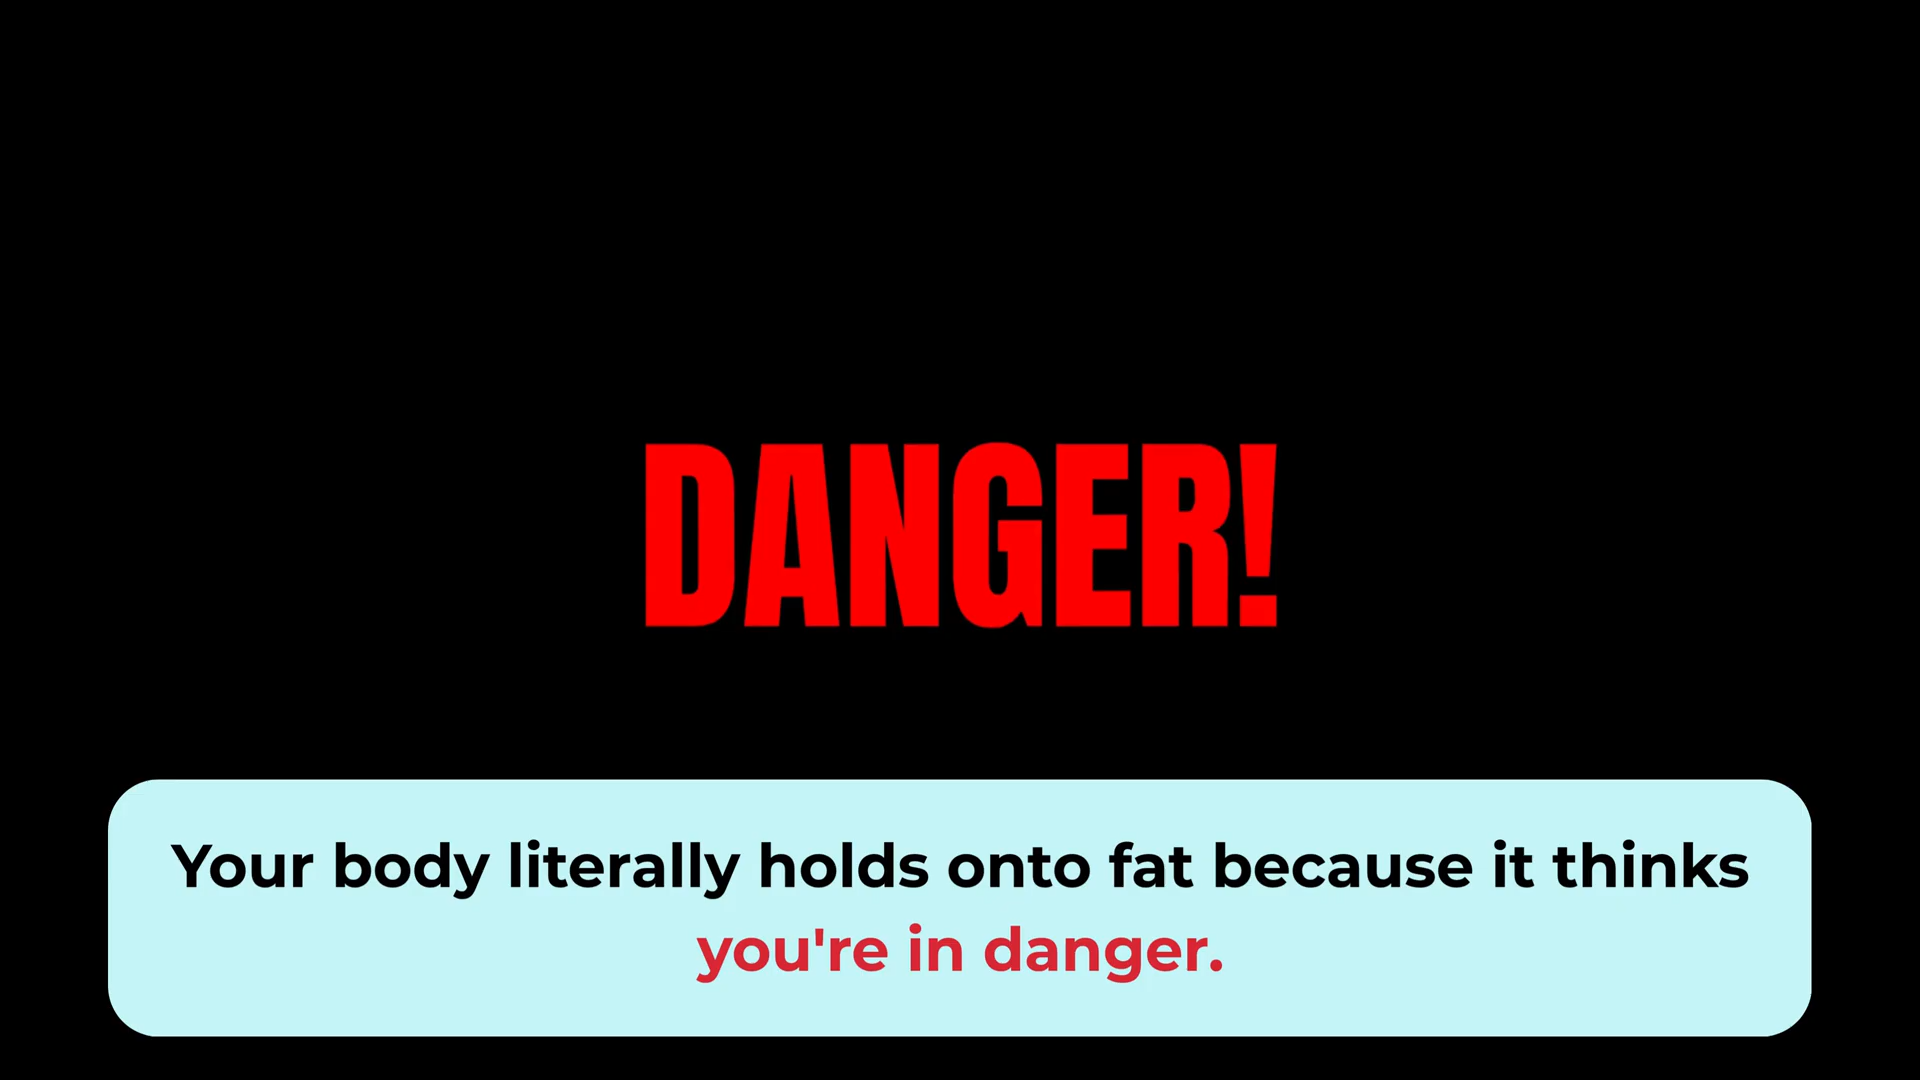 DANGER!
Your body literally holds onto fat because it thinks
you're in danger.